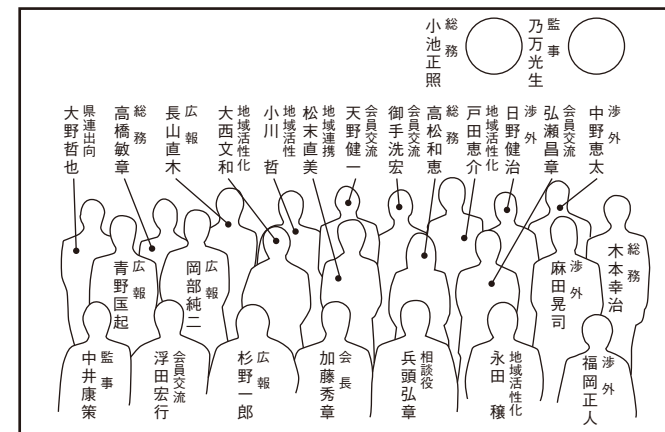 監事
乃万光生
総務
小池正照
渉外
中野恵太
会員交流
弘瀬昌章
渉外
日野健治
地域活性化
戸田恵介
総務
高松和恵
会員交流
御手洗宏
会員交流
天野健一
地域連携
松末直美
地域活性
小川　哲
地域活性化
大西文和
広報
長山直木
総務
高橋敏章
県連出向
大野哲也
総務
木本幸治
渉外
麻田晃司
広報
岡部純二
広報
青野匡起
渉外
福岡正人
地域活性化
永田　穣
相談役
兵頭弘章
会長
加藤秀章
広報
杉野一郎
会員交流
浮田宏行
監事
中井康策